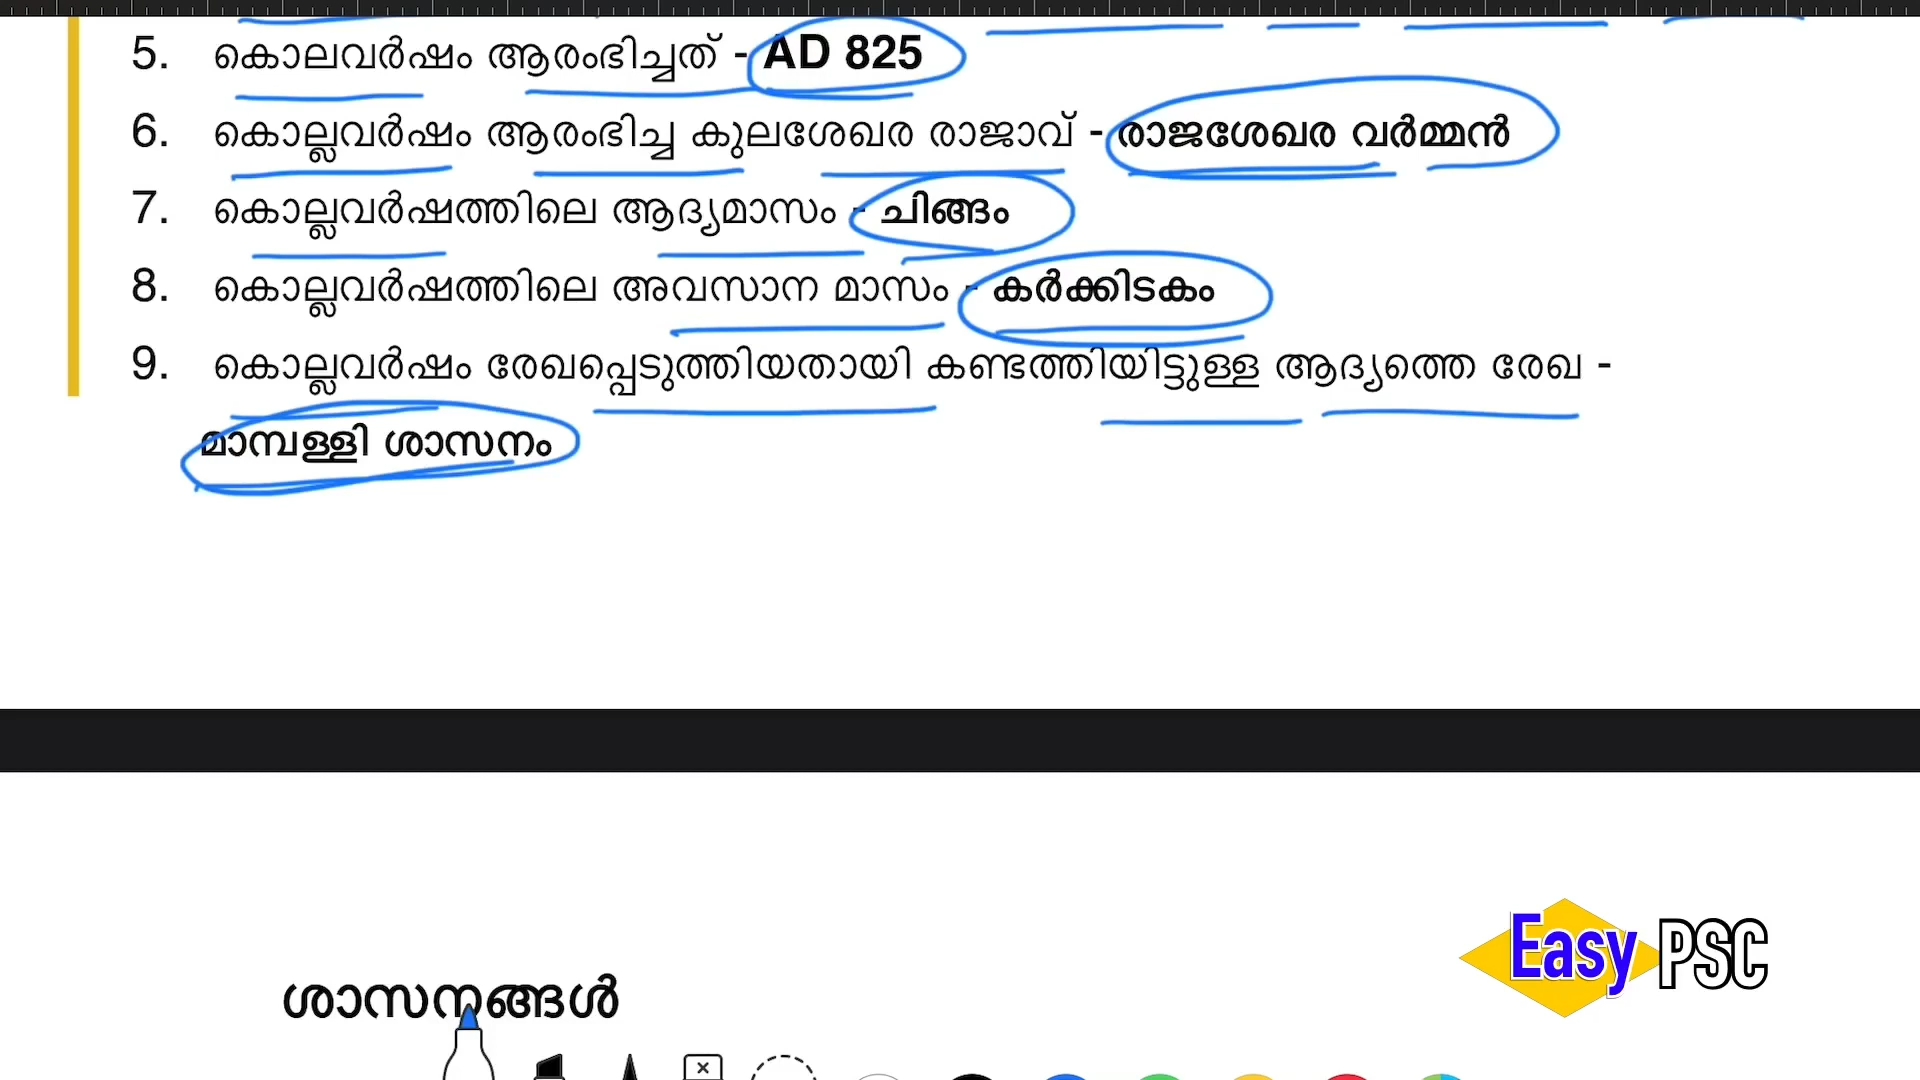 5. കൊലവർഷം ആരംഭിച്ചത് - AD 825
6. കൊല്ലവർഷം ആരംഭിച്ച കുലശേഖര രാജാവ് - രാജശേഖര വർമ്മൻ
7. കൊല്ലവർഷത്തിലെ ആദ്യമാസം - ചിങ്ങം
8. കൊല്ലവർഷത്തിലെ അവസാന മാസം - കർക്കിടകം
9. കൊല്ലവർഷം രേഖപ്പെടുത്തിയതായി കണ്ടത്തിയിട്ടുള്ള ആദ്യത്തെ രേഖ -
മാമ്പള്ളി ശാസനം
Easy PSC
ശാസനങ്ങൾ